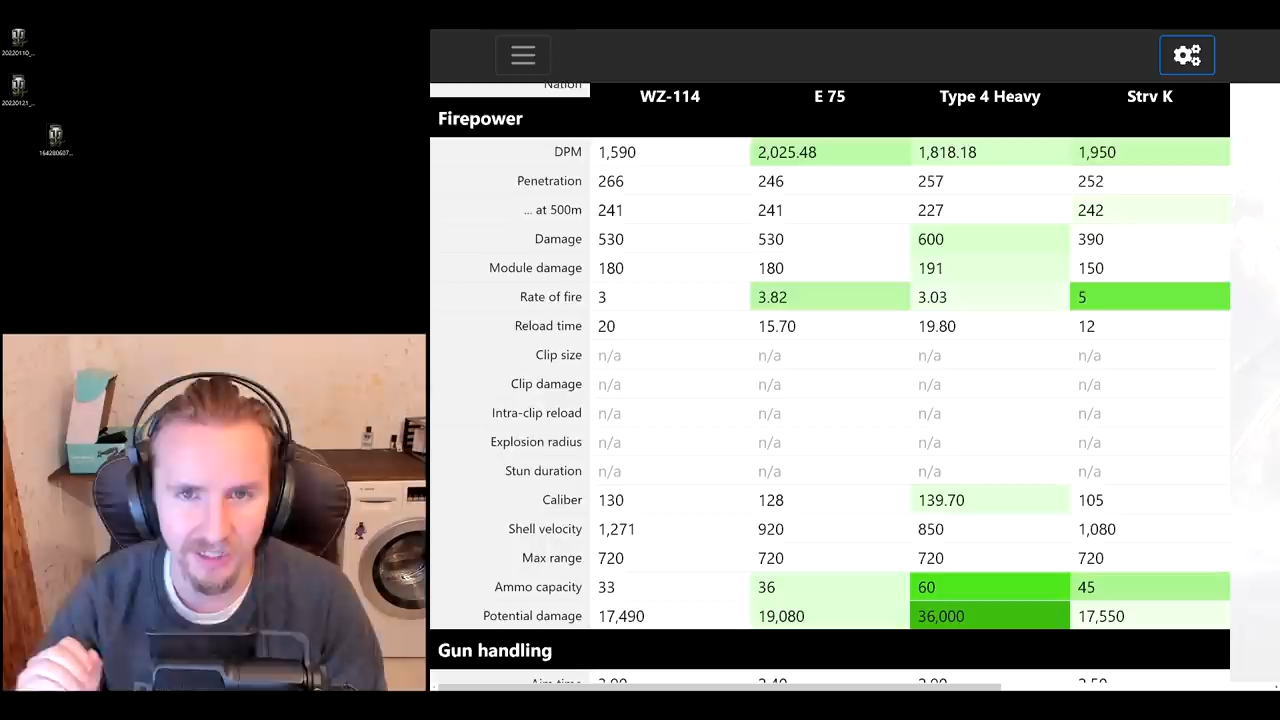 20220110_...
20220121_...
164280607...
Nation
WZ-114 E 75 Type 4 Heavy Strv K
Firepower
DPM 1,590 2,025.48 1,818.18 1,950
Penetration 266 246 257 252
... at 500m 241 241 227 242
Damage 530 530 600 390
Module damage 180 180 191 150
Rate of fire 3 3.82 3.03 5
Reload time 20 15.70 19.80 12
Clip size n/a n/a n/a n/a
Clip damage n/a n/a n/a n/a
Intra-clip reload n/a n/a n/a n/a
Explosion radius n/a n/a n/a n/a
Stun duration n/a n/a n/a n/a
Caliber 130 128 139.70 105
Shell velocity 1,271 920 850 1,080
Max range 720 720 720 720
Ammo capacity 33 36 60 45
Potential damage 17,490 19,080 36,000 17,550
Gun handling